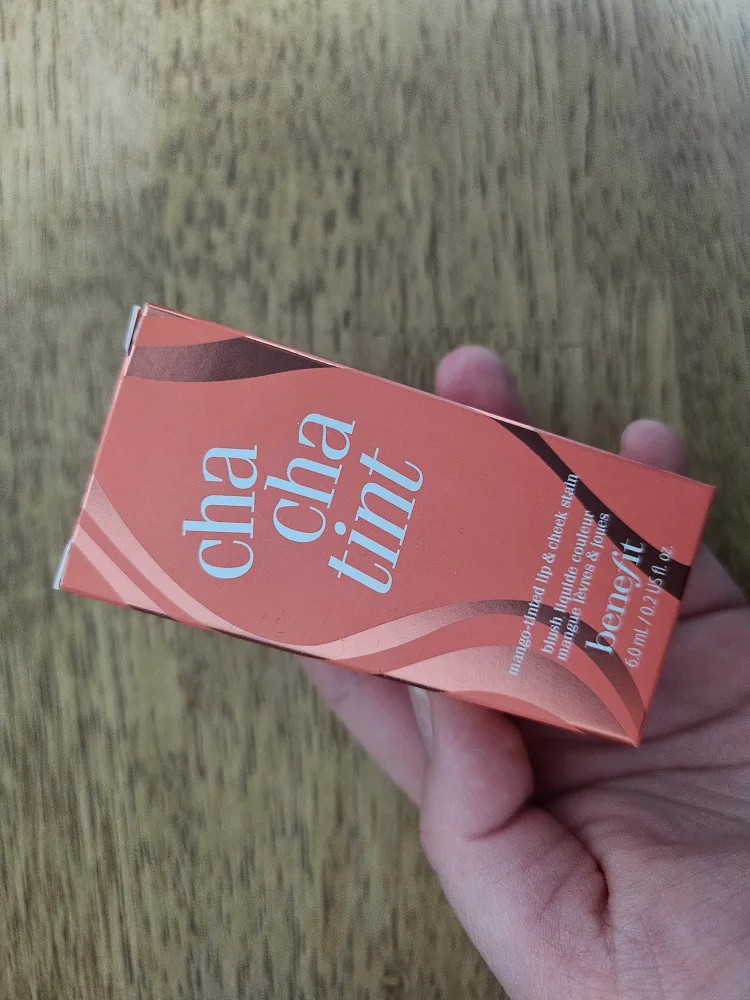 cha
cha
tint
mango-tinted lip & cheek stain
blush liquide couleur
mangue lèvres & joues
benefit
6.0 mL / 0.2 US fl. oz.